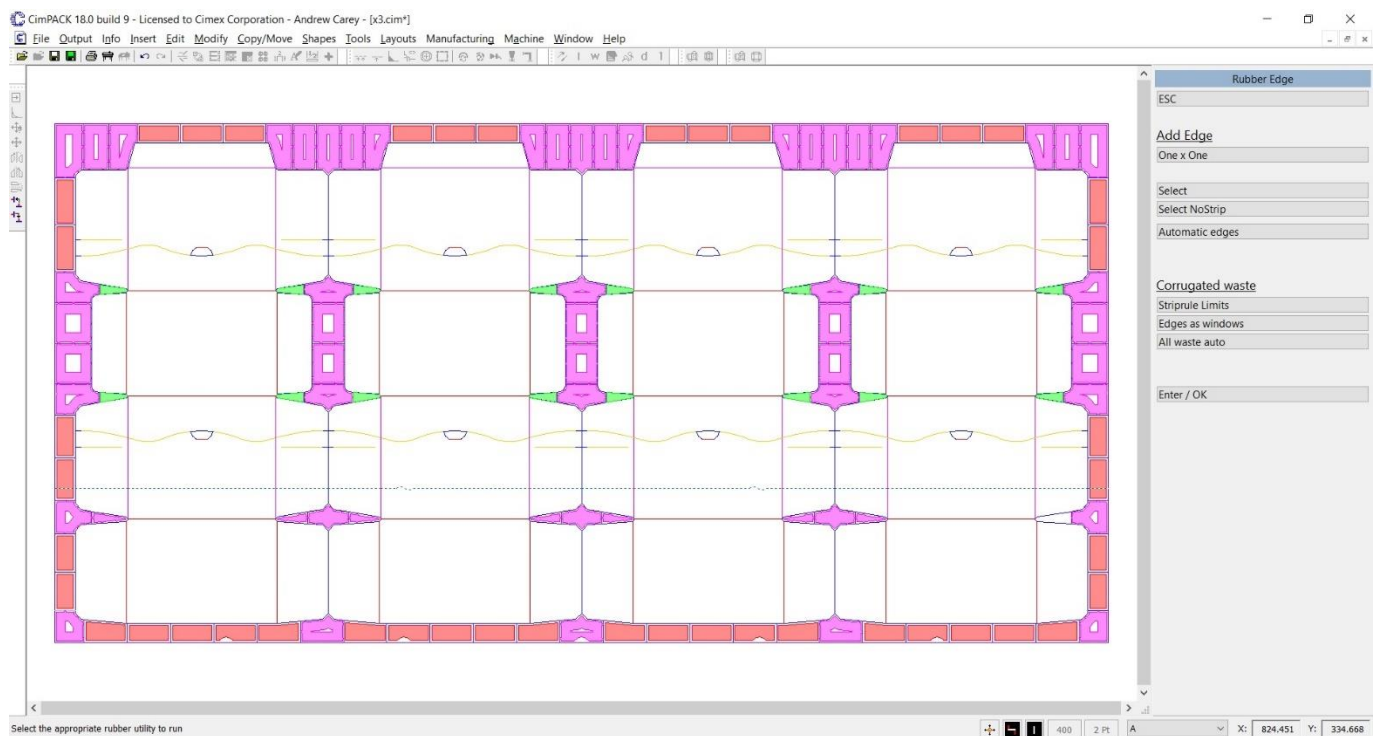 CimPACK 18.0 build 9 - Licensed to Cimex Corporation - Andrew Carey - [x3.cim*]
File Output Info Insert Edit Modify Copy/Move Shapes Tools Layouts Manufacturing Machine Window Help
Rubber Edge
ESC
Add Edge
One x One
Select
Select NoStrip
Automatic edges
Corrugated waste
Striprule Limits
Edges as windows
All waste auto
Enter / OK
Select the appropriate rubber utility to run
400 2 Pt A X: 824.451 Y: 334.668